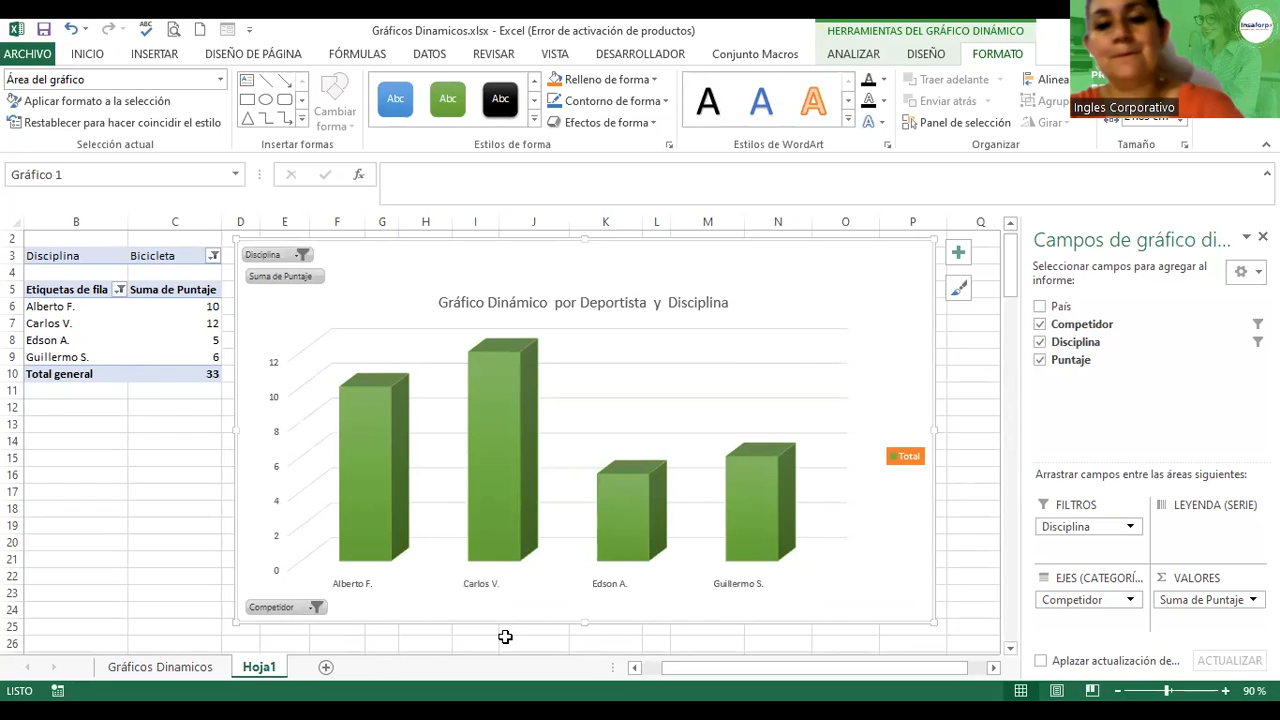 Gráficos Dinamicos.xlsx - Excel (Error de activación de productos)
HERRAMIENTAS DEL GRÁFICO DINÁMICO
Insaforp
ARCHIVO INICIO INSERTAR DISEÑO DE PÁGINA FÓRMULAS DATOS REVISAR VISTA DESARROLLADOR Conjunto Macros ANALIZAR DISEÑO FORMATO
Área del gráfico
Aplicar formato a la selección
Restablecer para hacer coincidir el estilo
Selección actual
Cambiar
forma
Insertar formas
Abc Abc Abc
Relleno de forma
Contorno de forma
Efectos de forma
Estilos de forma
A A A
Estilos de WordArt
Traer adelante
Enviar atrás
Panel de selección
Alinea
Agrup
Girar
Organizar
Tamaño
Ingles Corporativo
Gráfico 1
fx
B C D E F G H I J K L M N O P Q
2
3 Disciplina Bicicleta
4
5 Etiquetas de fila Suma de Puntaje
6 Alberto F. 10
7 Carlos V. 12
8 Edson A. 5
9 Guillermo S. 6
10 Total general 33
11
12
13
14
15
16
17
18
19
20
21
22
23
24
25
26
Disciplina
Suma de Puntaje
Gráfico Dinámico por Deportista y Disciplina
12
10
8
6
4
2
0
Alberto F. Carlos V. Edson A. Guillermo S.
Total
Competidor
Campos de gráfico di...
Seleccionar campos para agregar al
informe:
País
Competidor
Disciplina
Puntaje
Arrastrar campos entre las áreas siguientes:
FILTROS
Disciplina
LEYENDA (SERIE)
EJES (CATEGORÍ...
Competidor
VALORES
Suma de Puntaje
Aplazar actualización de... ACTUALIZAR
Gráficos Dinamicos Hoja1
LISTO
90 %